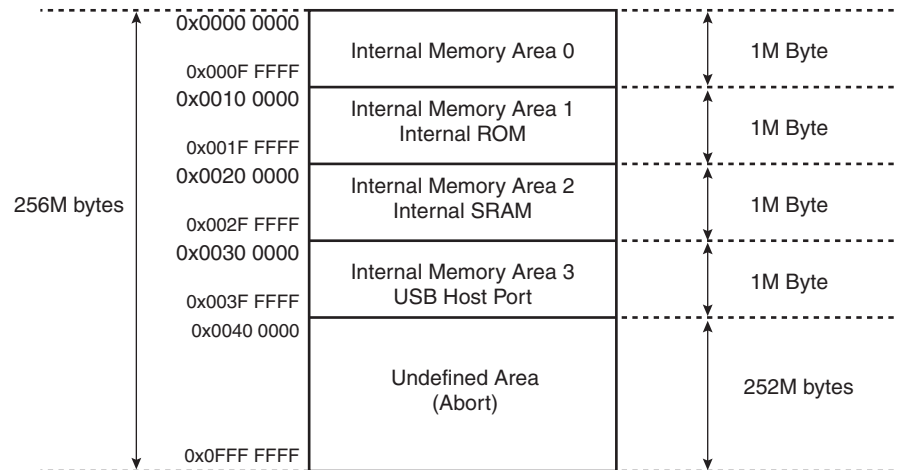 0x0000 0000
Internal Memory Area 0
1M Byte
0x000F FFFF
0x0010 0000
Internal Memory Area 1
Internal ROM
1M Byte
0x001F FFFF
0x0020 0000
Internal Memory Area 2
Internal SRAM
256M bytes
1M Byte
0x002F FFFF
0x0030 0000
Internal Memory Area 3
USB Host Port
1M Byte
0x003F FFFF
0x0040 0000
Undefined Area
(Abort)
252M bytes
0x0FFF FFFF